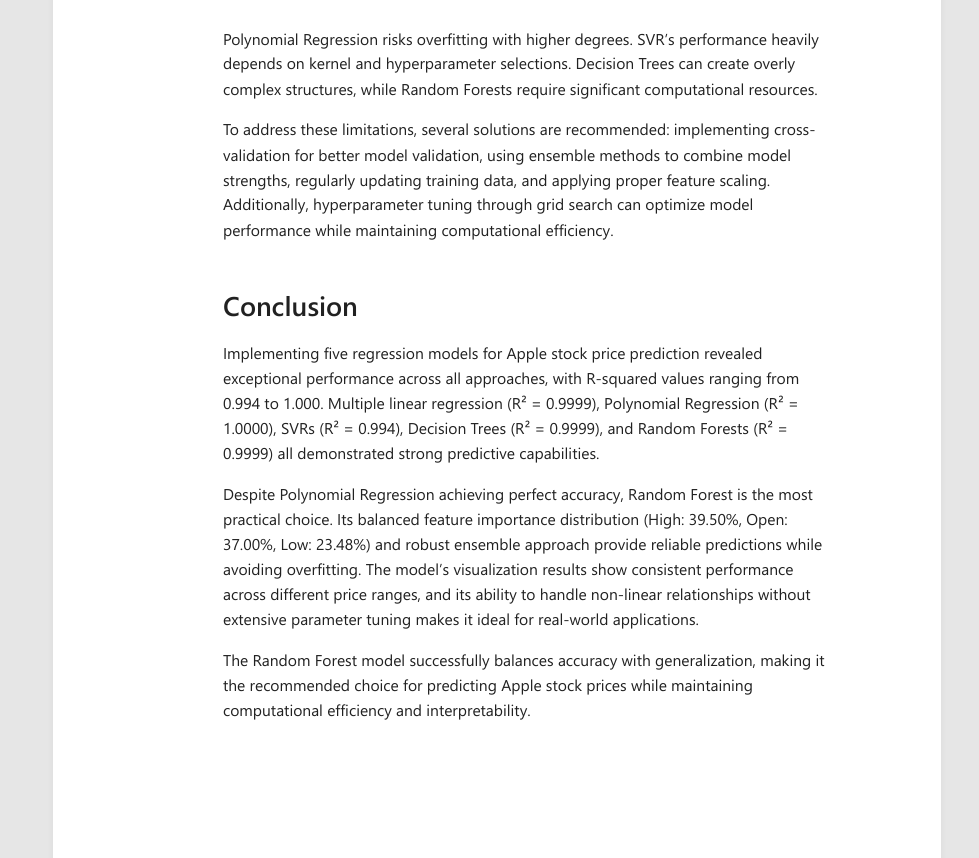 Polynomial Regression risks overfitting with higher degrees. SVR’s performance heavily
depends on kernel and hyperparameter selections. Decision Trees can create overly
complex structures, while Random Forests require significant computational resources.
To address these limitations, several solutions are recommended: implementing cross-
validation for better model validation, using ensemble methods to combine model
strengths, regularly updating training data, and applying proper feature scaling.
Additionally, hyperparameter tuning through grid search can optimize model
performance while maintaining computational efficiency.
Conclusion
Implementing five regression models for Apple stock price prediction revealed
exceptional performance across all approaches, with R-squared values ranging from
0.994 to 1.000. Multiple linear regression (R² = 0.9999), Polynomial Regression (R² =
1.0000), SVRs (R² = 0.994), Decision Trees (R² = 0.9999), and Random Forests (R² =
0.9999) all demonstrated strong predictive capabilities.
Despite Polynomial Regression achieving perfect accuracy, Random Forest is the most
practical choice. Its balanced feature importance distribution (High: 39.50%, Open:
37.00%, Low: 23.48%) and robust ensemble approach provide reliable predictions while
avoiding overfitting. The model’s visualization results show consistent performance
across different price ranges, and its ability to handle non-linear relationships without
extensive parameter tuning makes it ideal for real-world applications.
The Random Forest model successfully balances accuracy with generalization, making it
the recommended choice for predicting Apple stock prices while maintaining
computational efficiency and interpretability.